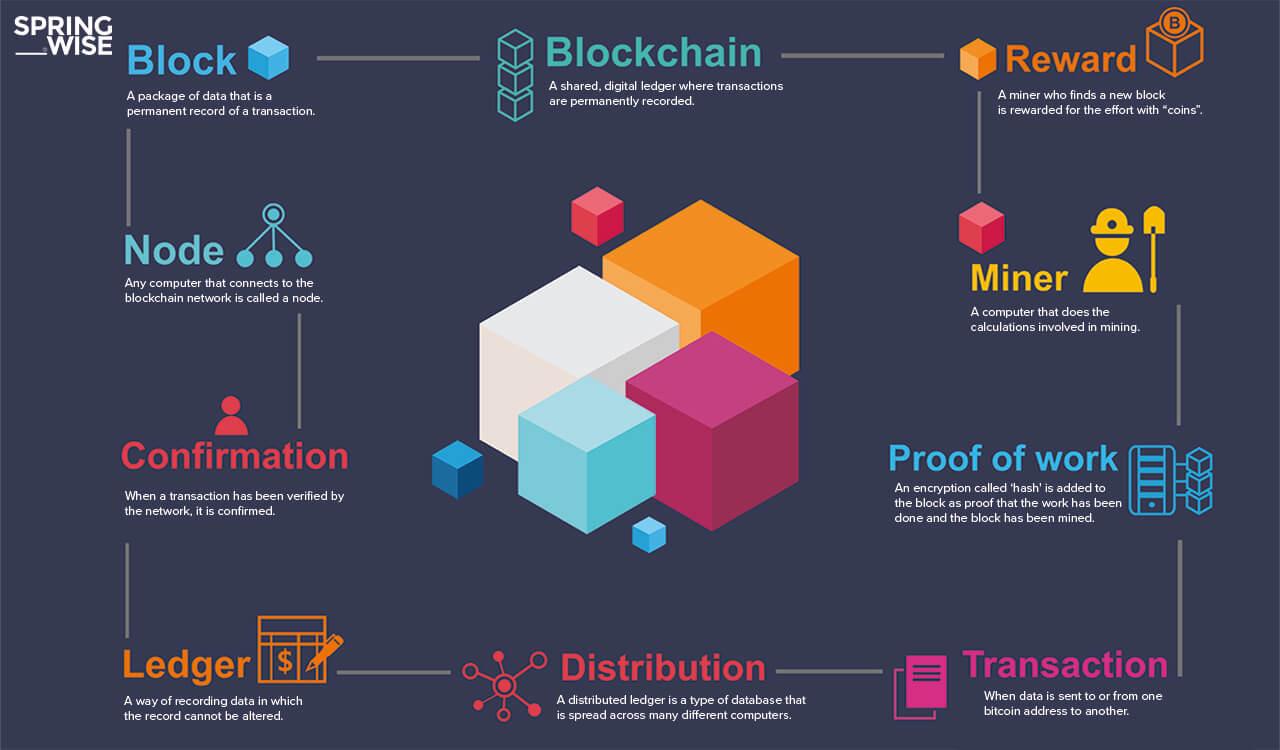 SPRING
WISE
Block
A package of data that is a
permanent record of a transaction.
Blockchain
A shared, digital ledger where transactions
are permanently recorded.
Reward
B
A miner who finds a new block
is rewarded for the effort with “coins”.
Node
Any computer that connects to the
blockchain network is called a node.
Miner
A computer that does the
calculations involved in mining.
Confirmation
When a transaction has been verified by
the network, it is confirmed.
Proof of work
An encryption called ‘hash’ is added to
the block as proof that the work has been
done and the block has been mined.
Ledger
$
A way of recording data in which
the record cannot be altered.
Distribution
A distributed ledger is a type of database that
is spread across many different computers.
Transaction
When data is sent to or from one
bitcoin address to another.